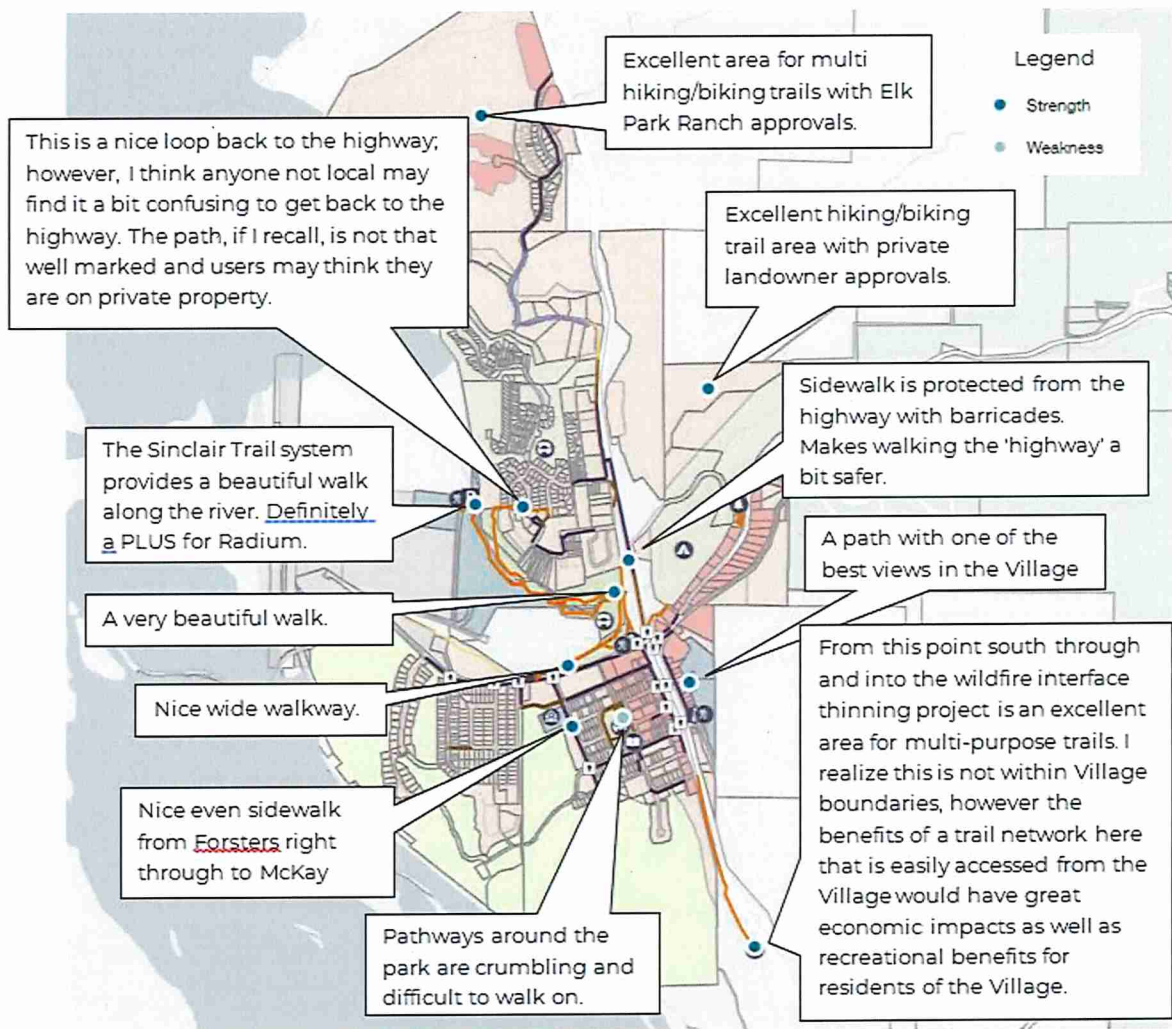 Excellent area for multi
hiking/biking trails with Elk
Park Ranch approvals.
Legend
Strength
Weakness
This is a nice loop back to the highway;
however, I think anyone not local may
find it a bit confusing to get back to the
highway. The path, if I recall, is not that
well marked and users may think they
are on private property.
Excellent hiking/biking
trail area with private
landowner approvals.
Sidewalk is protected from the
highway with barricades.
Makes walking the 'highway' a
bit safer.
The Sinclair Trail system
provides a beautiful walk
along the river. Definitely
a PLUS for Radium.
A path with one of the
best views in the Village
A very beautiful walk.
Nice wide walkway.
From this point south through
and into the wildfire interface
thinning project is an excellent
area for multi-purpose trails. I
realize this is not within Village
boundaries, however the
benefits of a trail network here
that is easily accessed from the
Village would have great
economic impacts as well as
recreational benefits for
residents of the Village.
Nice even sidewalk
from Forsters right
through to McKay
Pathways around the
park are crumbling and
difficult to walk on.